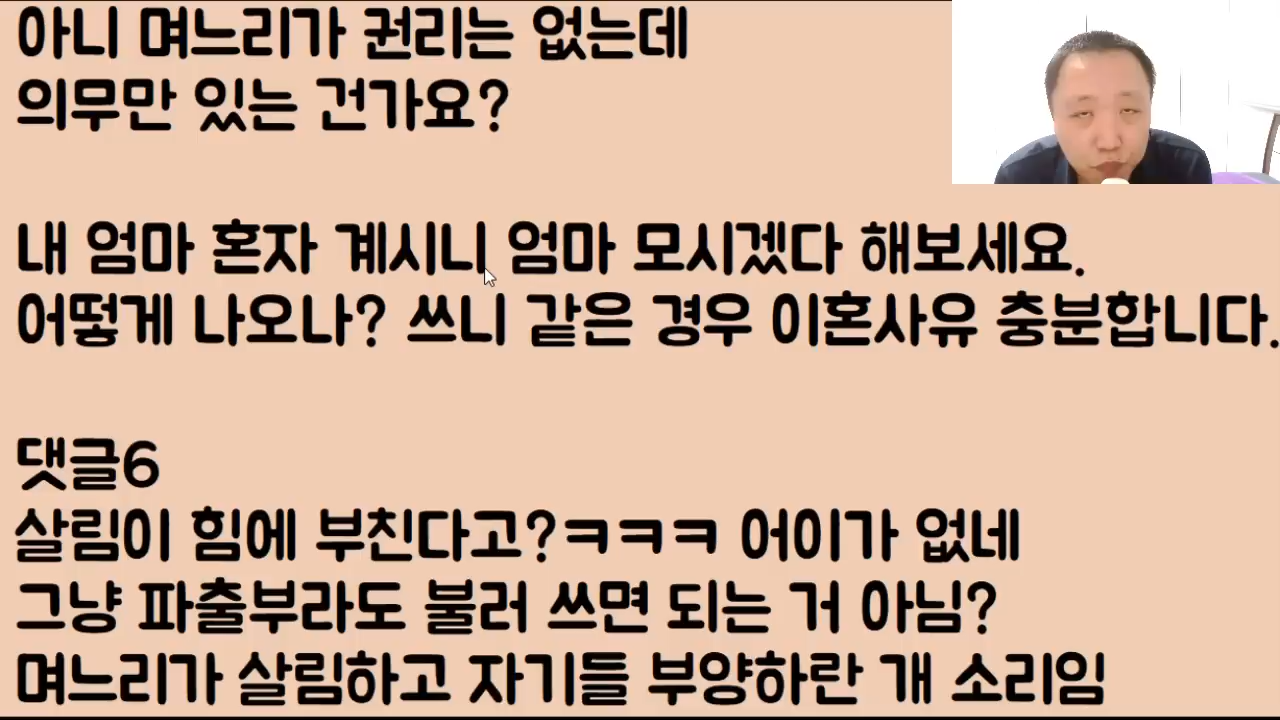 아니 며느리가 권리는 없는데
의무만 있는 건가요?
내 엄마 혼자 계시니 엄마 모시겠다 해보세요.
어떻게 나오나? 쓰니 같은 경우 이혼사유 충분합니다.
댓글6
살림이 힘에 부친다고?ㅋㅋㅋ 어이가 없네
그냥 파출부라도 불러 쓰면 되는 거 아님?
며느리가 살림하고 자기들 부양하란 개 소리임